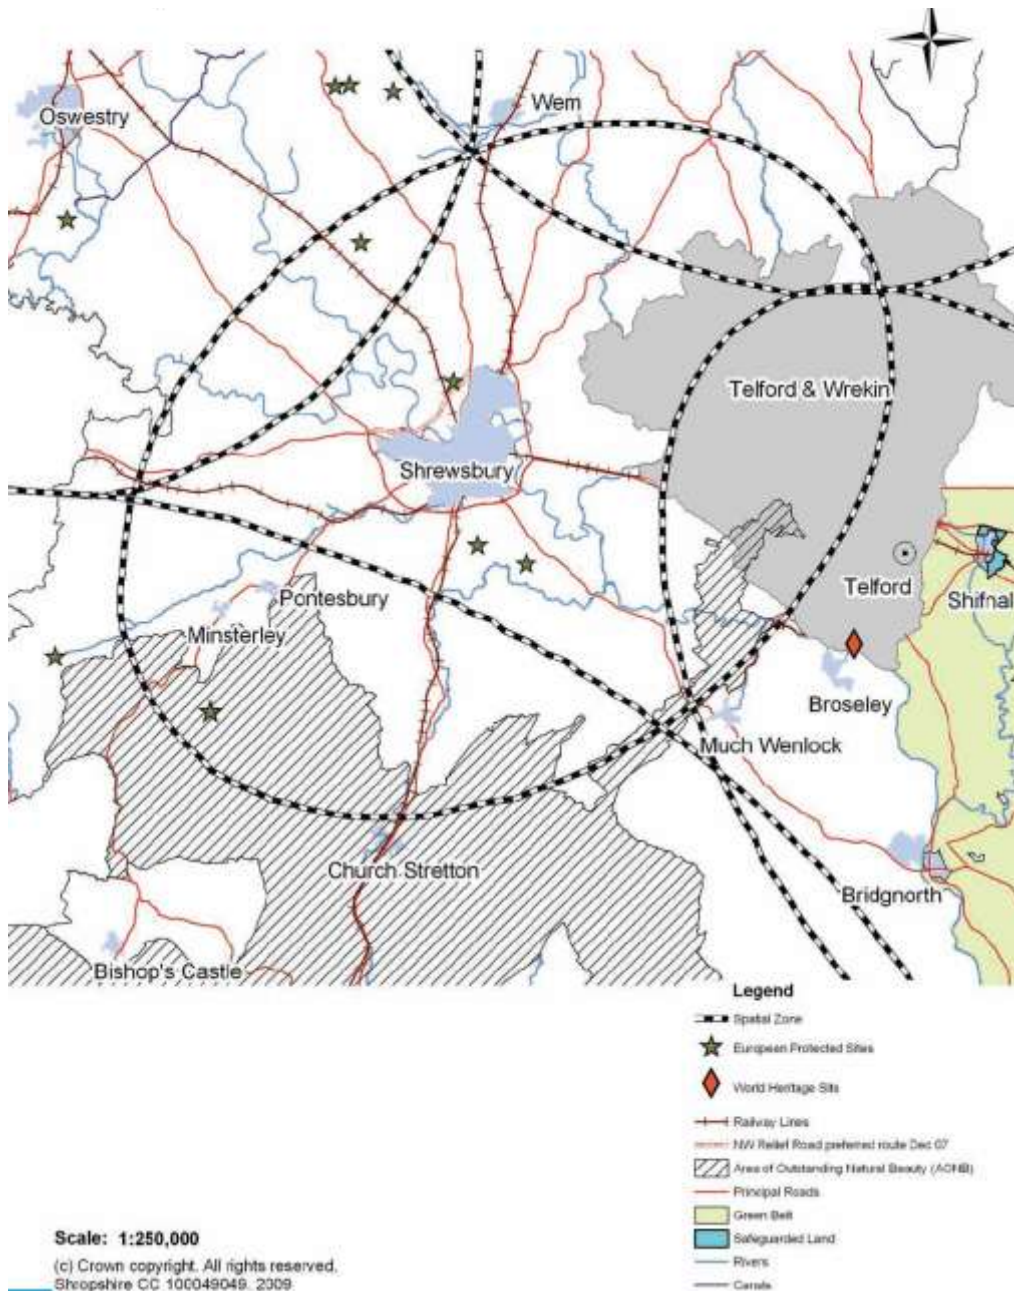 Wem
Oswestry
Telford & Wrekin
Shrewsbury
Pontesbury
Telford
Shifnal
Minsterley
Broseley
Much Wenlock
Church Stretton
Bridgnorth
Bishop's Castle
Legend
Spatial Zone
European Protected Sites
World Heritage Site
Railway Lines
NW Relief Road preferred route Dec 07
Area of Outstanding Natural Beauty (AONB)
Principal Roads
Green Belt
Safeguarded Land
Rivers
Canals
Scale: 1:250,000
(c) Crown copyright. All rights reserved.
Shropshire CC 100049049. 2009